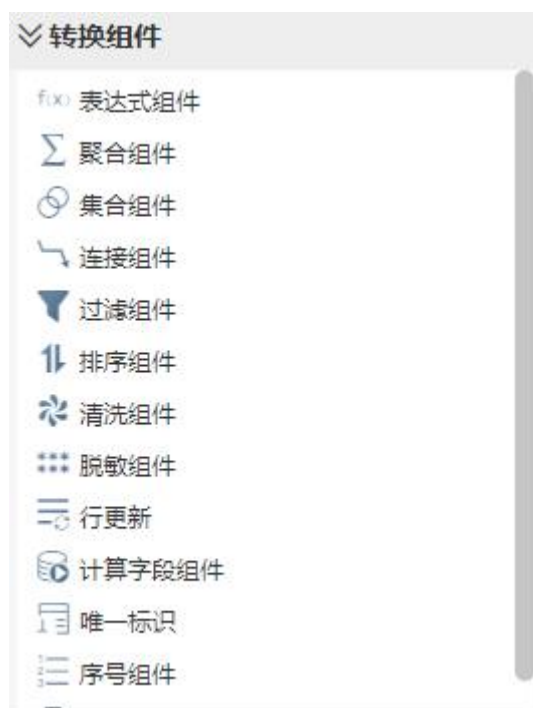 转换组件
f(x) 表达式组件
聚合组件
集合组件
连接组件
过滤组件
排序组件
清洗组件
脱敏组件
行更新
计算字段组件
唯一标识
序号组件